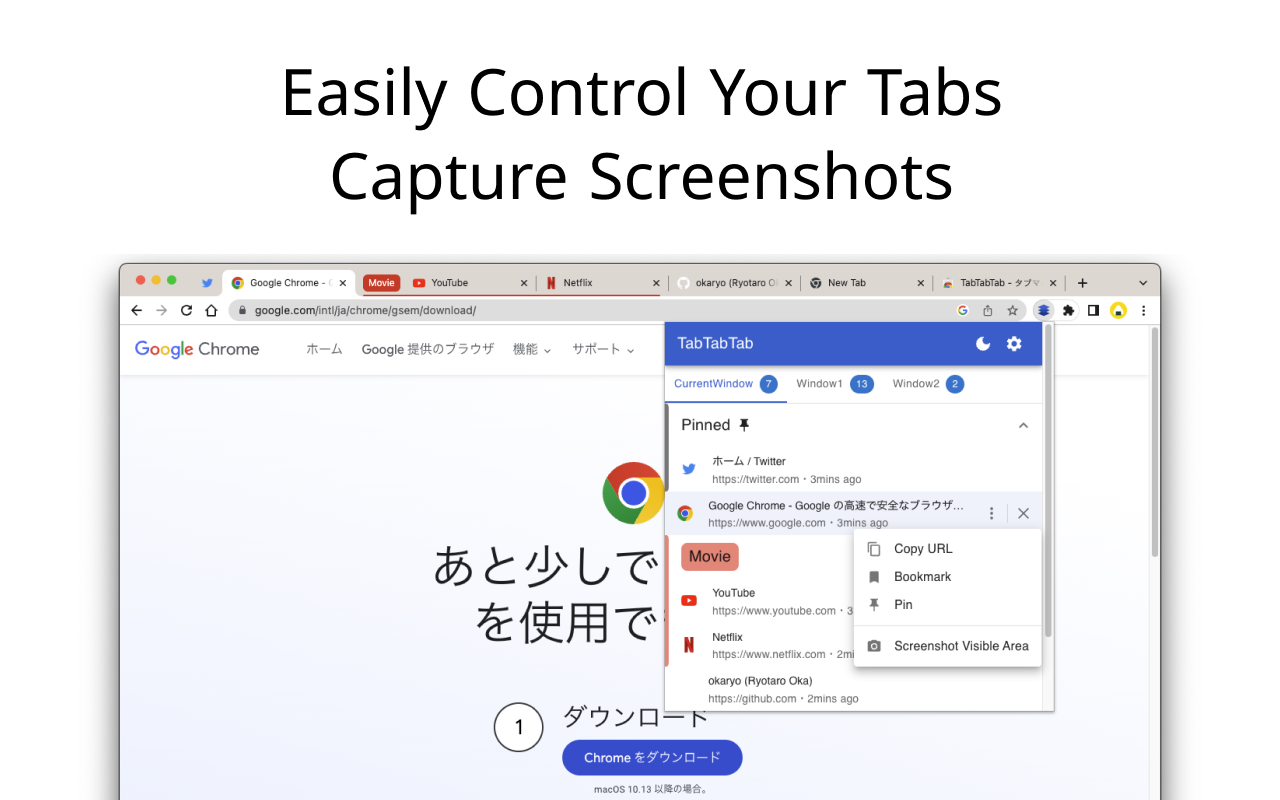 Easily Control Your Tabs
Capture Screenshots
Google Chrome - G
Movie
YouTube
Netflix
okaryo (Ryotaro O
New Tab
TabTabTab - タブマ
google.com/intl/ja/chrome/gsem/download/
Google Chrome
ホーム
Google 提供のブラウザ
機能
サポート
TabTabTab
CurrentWindow 7
Window1 13
Window2 2
Pinned
ホーム / Twitter
https://twitter.com・3mins ago
Google Chrome - Google の高速で安全なブラウザ…
https://www.google.com・3mins ago
Copy URL
Bookmark
Pin
Screenshot Visible Area
Movie
YouTube
https://www.youtube.com・3
Netflix
https://www.netflix.com・2mi
okaryo (Ryotaro Oka)
https://github.com・2mins ago
あと少しで
を使用で
1
ダウンロード
Chrome をダウンロード
macOS 10.13 以降の場合。